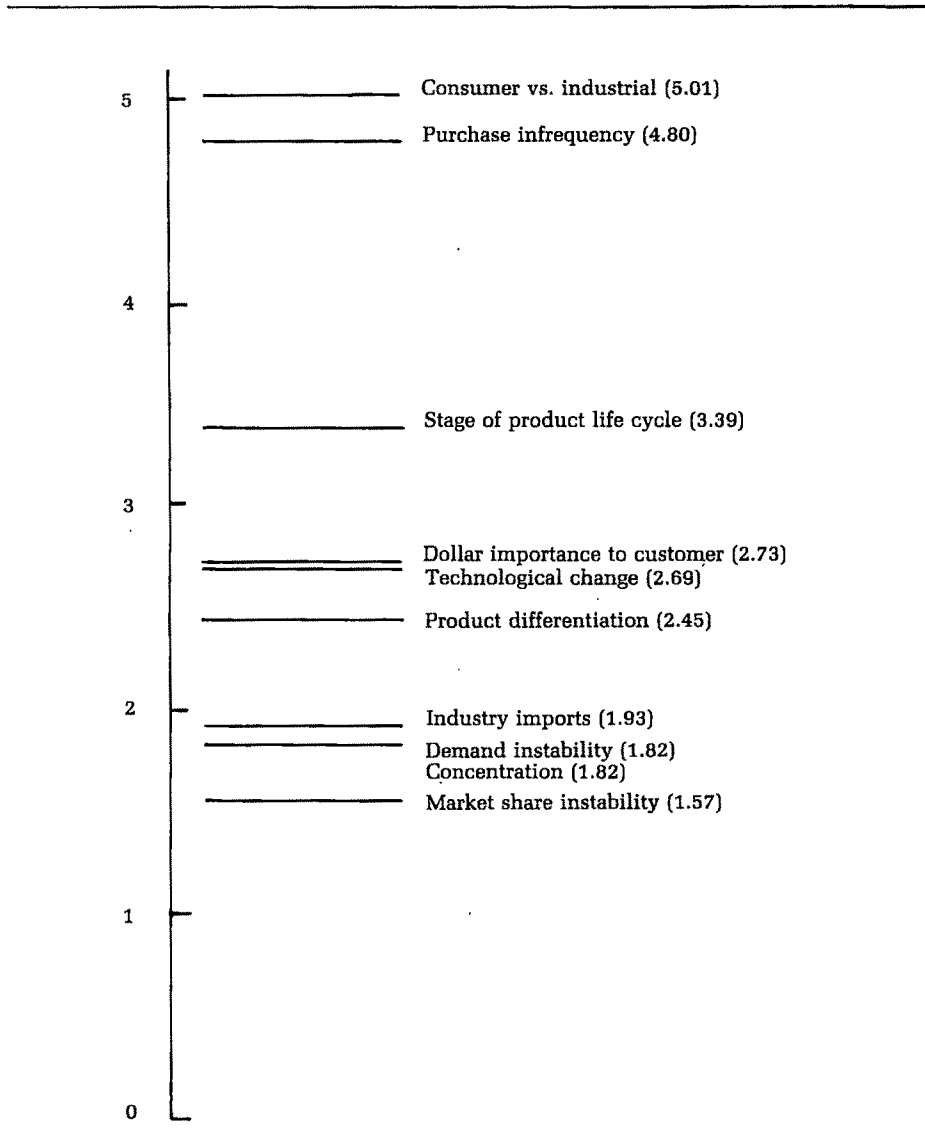 5
Consumer vs. industrial (5.01)
Purchase infrequency (4.80)
4
Stage of product life cycle (3.39)
3
Dollar importance to customer (2.73)
Technological change (2.69)
Product differentiation (2.45)
2
Industry imports (1.93)
Demand instability (1.82)
Concentration (1.82)
Market share instability (1.57)
1
0